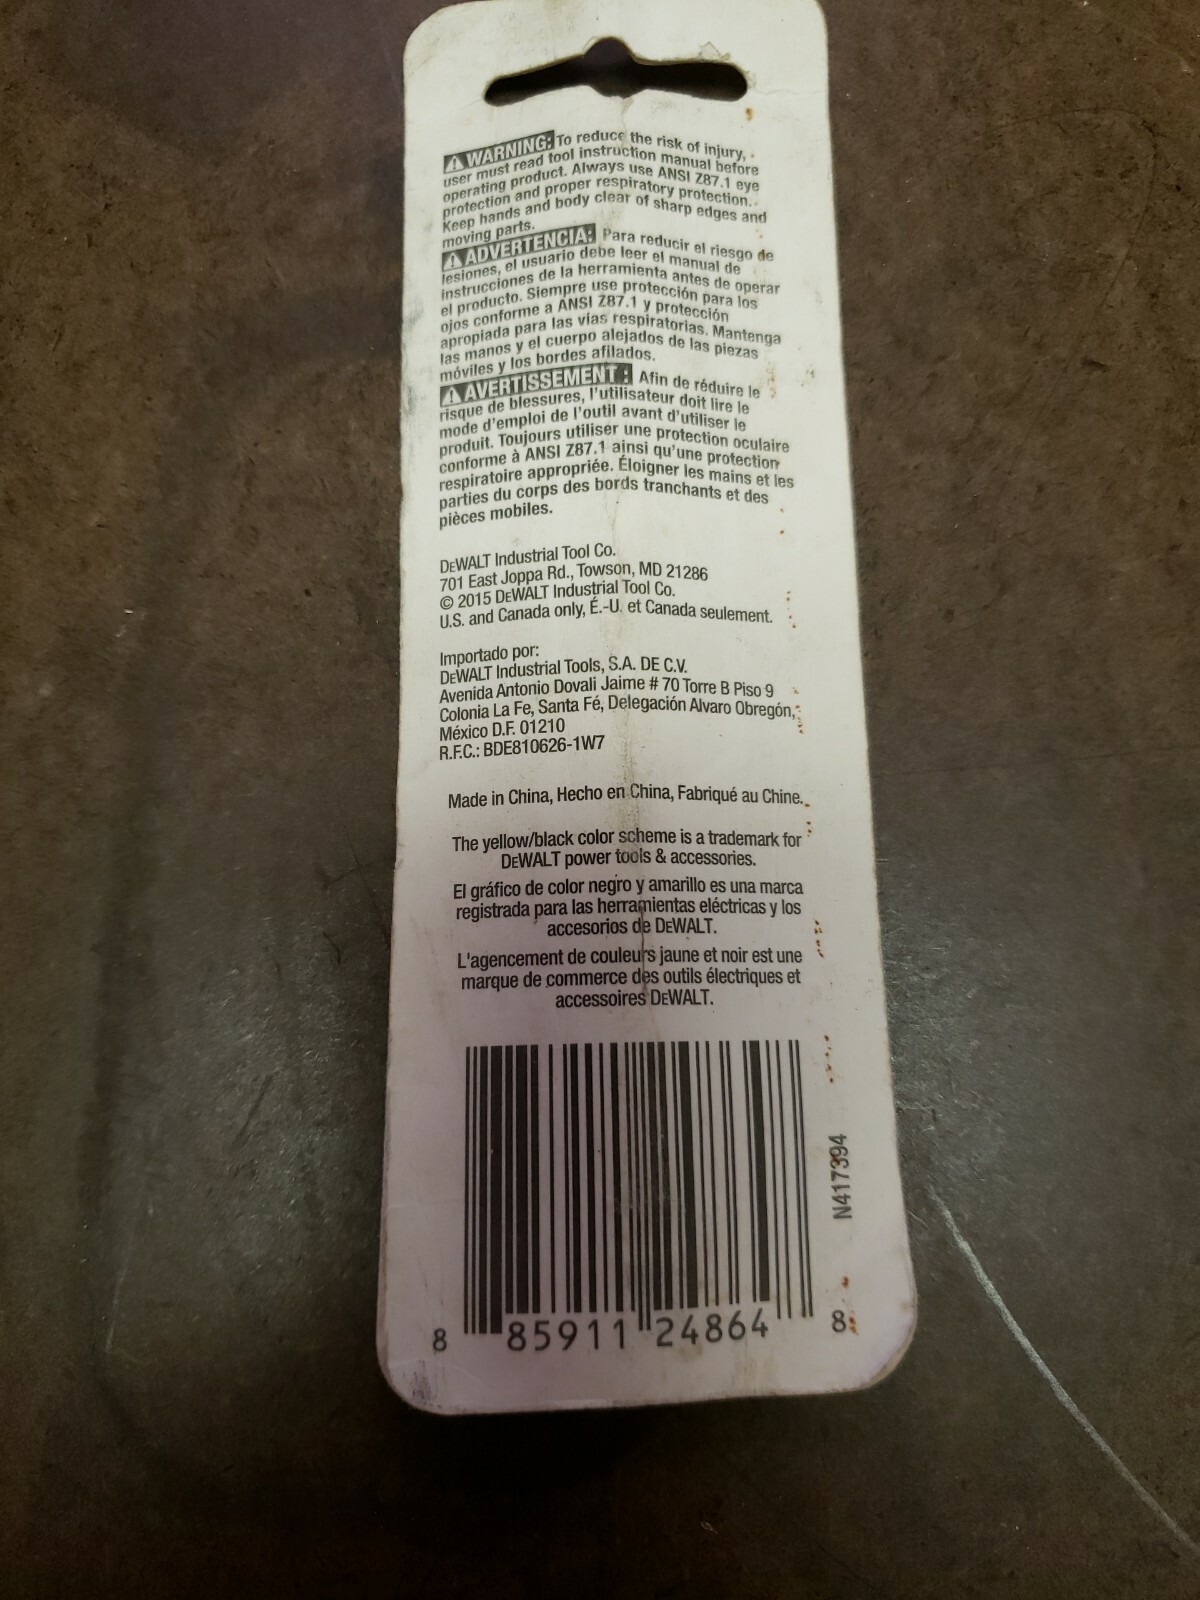 ⚠ WARNING: To reduce the risk of injury,
user must read tool instruction manual before
operating product. Always use ANSI Z87.1 eye
protection and proper respiratory protection.
Keep hands and body clear of sharp edges and
moving parts.
⚠ ADVERTENCIA: Para reducir el riesgo de
lesiones, el usuario debe leer el manual de
instrucciones de la herramienta antes de operar
el producto. Siempre use protección para los
ojos conforme a ANSI Z87.1 y protección
apropiada para las vías respiratorias. Mantenga
las manos y el cuerpo alejados de las piezas
móviles y los bordes afilados.
⚠ AVERTISSEMENT : Afin de réduire le
risque de blessures, l'utilisateur doit lire le
mode d'emploi de l'outil avant d'utiliser le
produit. Toujours utiliser une protection oculaire
conforme à ANSI Z87.1 ainsi qu'une protection
respiratoire appropriée. Éloigner les mains et les
parties du corps des bords tranchants et des
pièces mobiles.
DEWALT Industrial Tool Co.
701 East Joppa Rd., Towson, MD 21286
© 2015 DEWALT Industrial Tool Co.
U.S. and Canada only, É.-U. et Canada seulement.
Importado por:
DEWALT Industrial Tools, S.A. DE C.V.
Avenida Antonio Dovali Jaime # 70 Torre B Piso 9
Colonia La Fe, Santa Fé, Delegación Alvaro Obregón,
México D.F. 01210
R.F.C.: BDE810626-1W7
Made in China, Hecho en China, Fabriqué au Chine.
The yellow/black color scheme is a trademark for
DEWALT power tools & accessories.
El gráfico de color negro y amarillo es una marca
registrada para las herramientas eléctricas y los
accesorios de DEWALT.
L'agencement de couleurs jaune et noir est une
marque de commerce des outils électriques et
accessoires DEWALT.
N417394
8 85911 24864 8